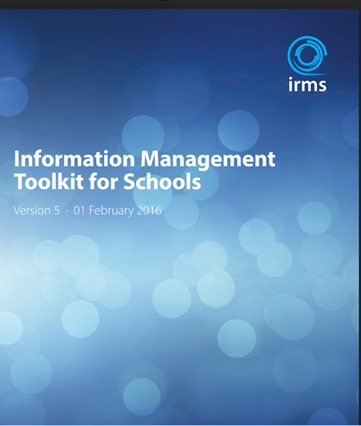 irms
Information Management
Toolkit for Schools
Version 5 · 01 February 2016